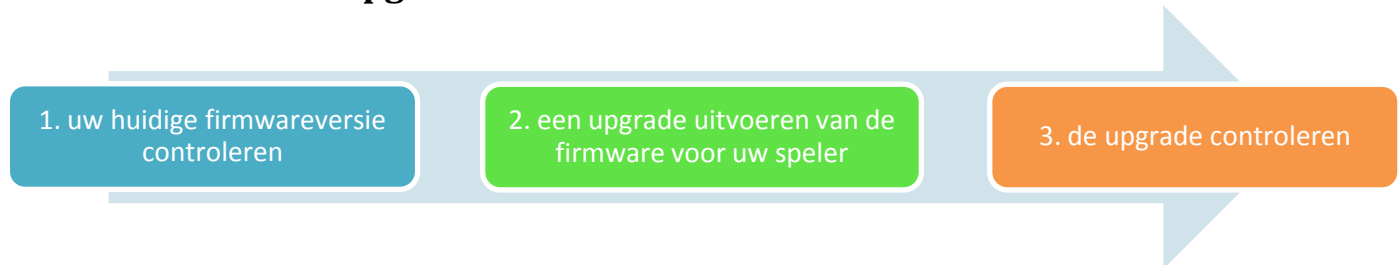 1. uw huidige firmwareversie
controleren
2. een upgrade uitvoeren van de
firmware voor uw speler
3. de upgrade controleren